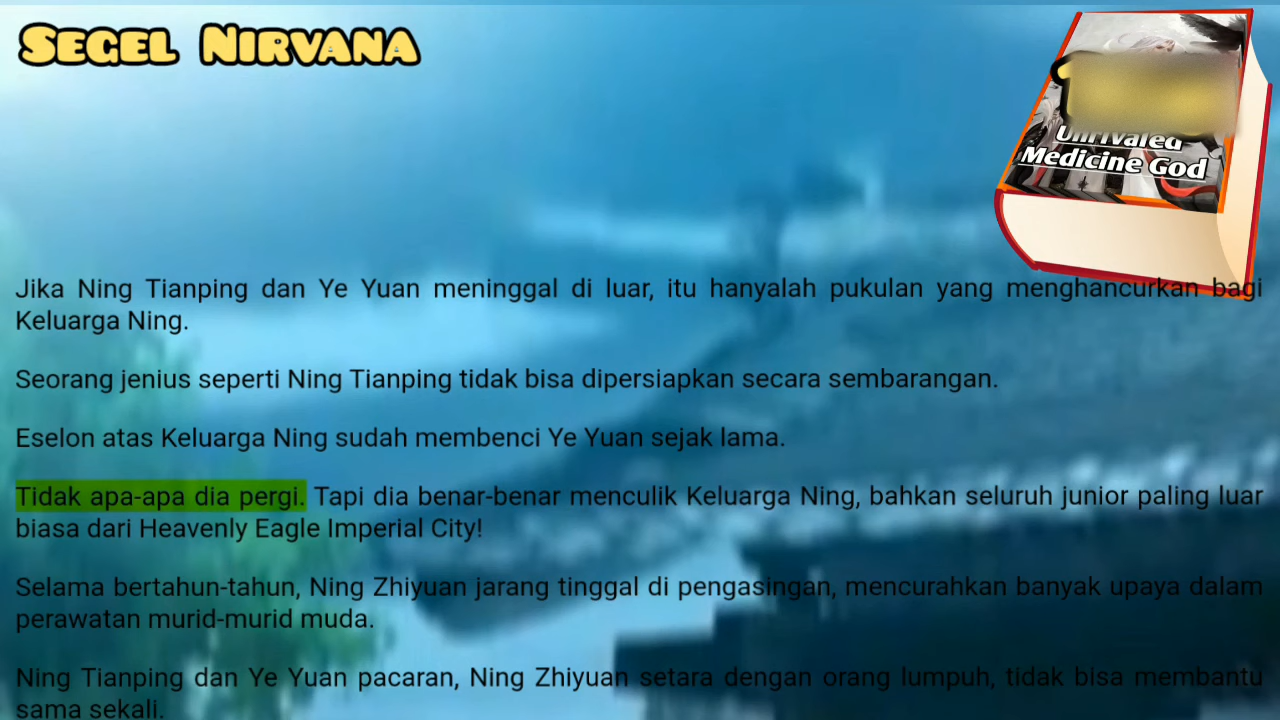 Segel Nirvana
Unrivaled
Medicine God
Jika Ning Tianping dan Ye Yuan meninggal di luar, itu hanyalah pukulan yang menghancurkan bagi
Keluarga Ning.
Seorang jenius seperti Ning Tianping tidak bisa dipersiapkan secara sembarangan.
Eselon atas Keluarga Ning sudah membenci Ye Yuan sejak lama.
Tidak apa-apa dia pergi. Tapi dia benar-benar menculik Keluarga Ning, bahkan seluruh junior paling luar
biasa dari Heavenly Eagle Imperial City!
Selama bertahun-tahun, Ning Zhiyuan jarang tinggal di pengasingan, mencurahkan banyak upaya dalam
perawatan murid-murid muda.
Ning Tianping dan Ye Yuan pacaran, Ning Zhiyuan setara dengan orang lumpuh, tidak bisa membantu
sama sekali.